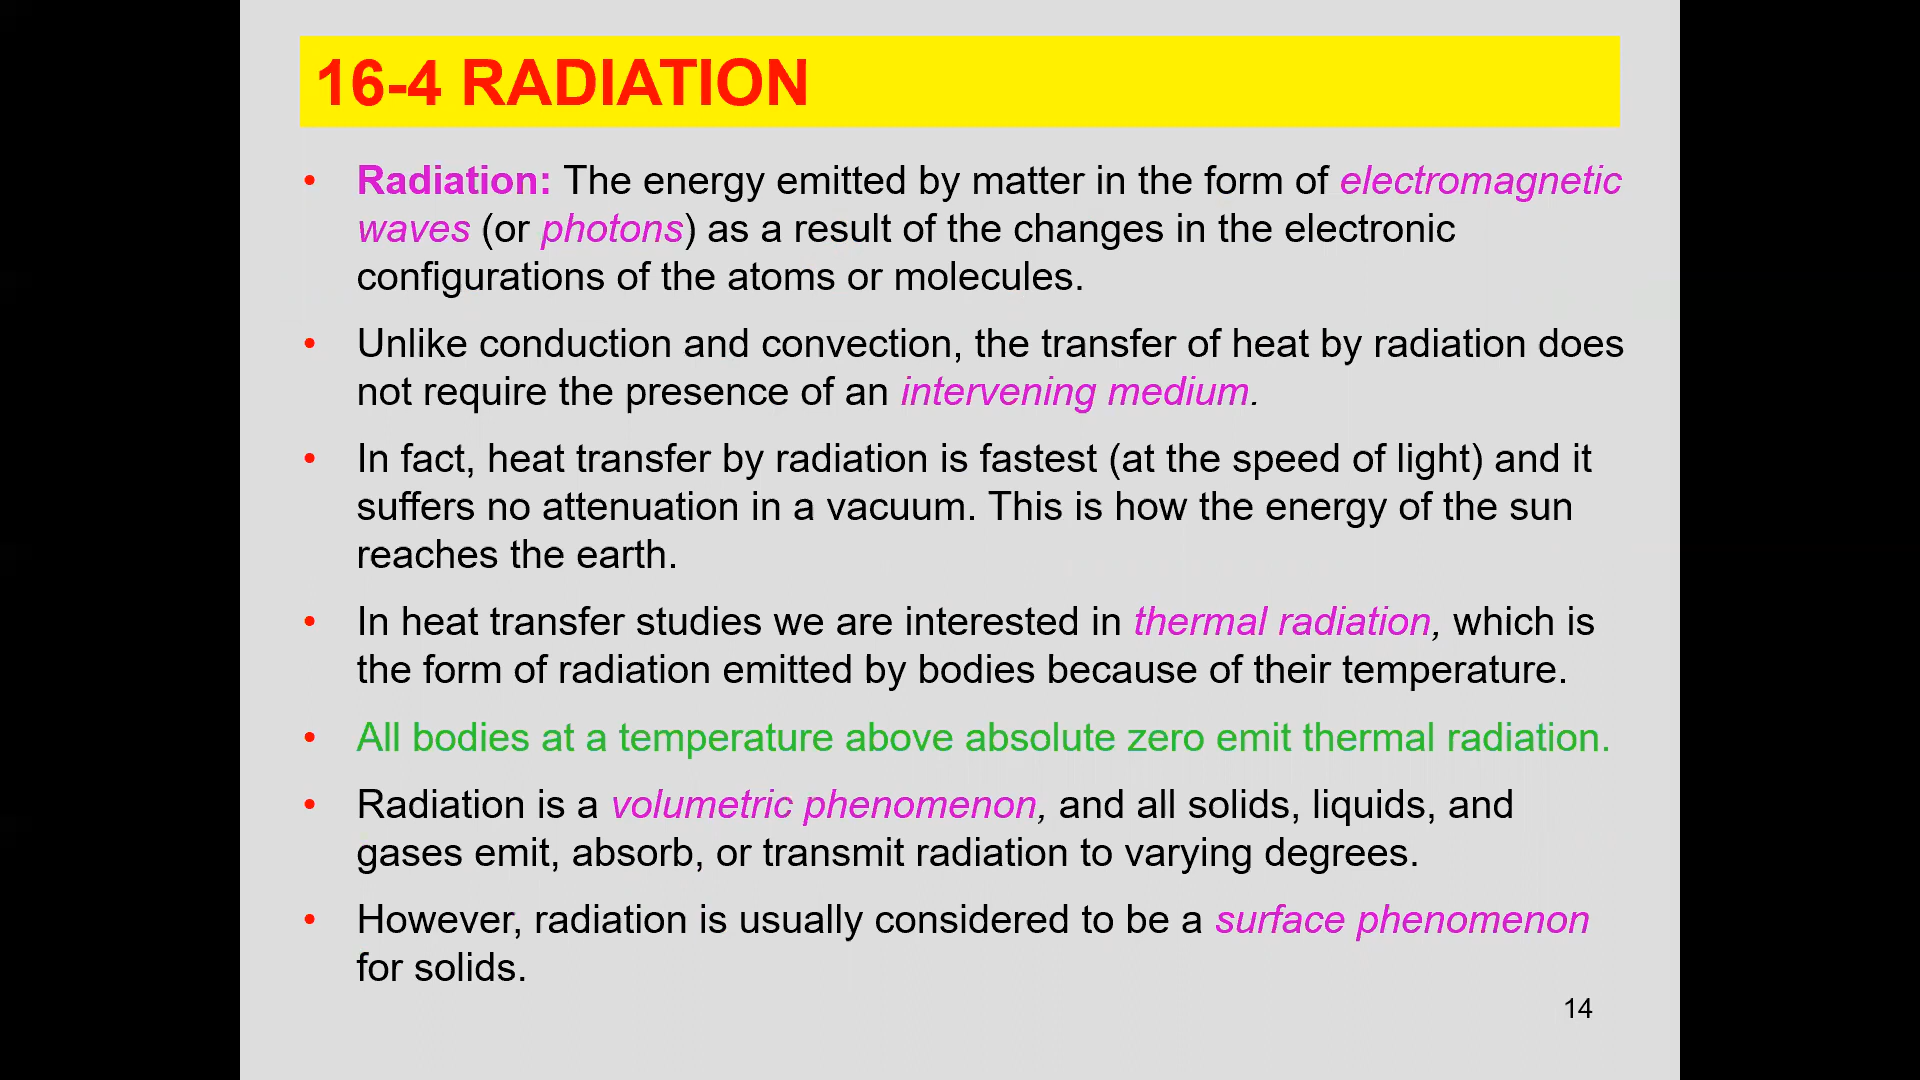 16-4 RADIATION
• Radiation: The energy emitted by matter in the form of electromagnetic
waves (or photons) as a result of the changes in the electronic
configurations of the atoms or molecules.
• Unlike conduction and convection, the transfer of heat by radiation does
not require the presence of an intervening medium.
• In fact, heat transfer by radiation is fastest (at the speed of light) and it
suffers no attenuation in a vacuum. This is how the energy of the sun
reaches the earth.
• In heat transfer studies we are interested in thermal radiation, which is
the form of radiation emitted by bodies because of their temperature.
• All bodies at a temperature above absolute zero emit thermal radiation.
• Radiation is a volumetric phenomenon, and all solids, liquids, and
gases emit, absorb, or transmit radiation to varying degrees.
• However, radiation is usually considered to be a surface phenomenon
for solids.
14